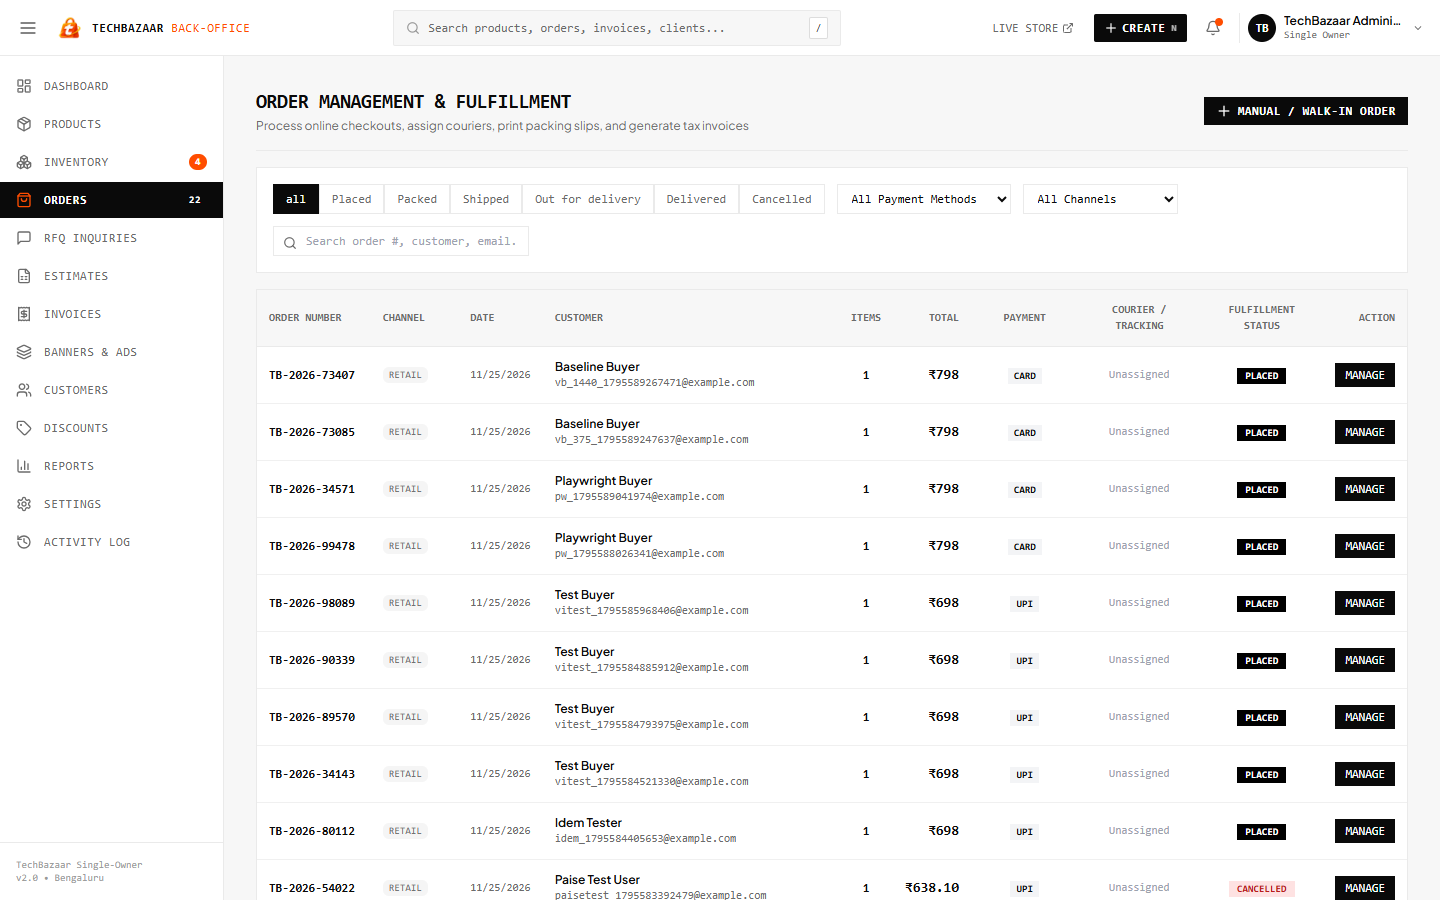 TECHBAZAAR BACK-OFFICE
Search products, orders, invoices, clients... /
LIVE STORE
+ CREATE N
TB
TechBazaar Admini...
Single Owner
DASHBOARD
PRODUCTS
INVENTORY 4
ORDERS 22
RFQ INQUIRIES
ESTIMATES
INVOICES
BANNERS & ADS
CUSTOMERS
DISCOUNTS
REPORTS
SETTINGS
ACTIVITY LOG
TechBazaar Single-Owner
v2.0 • Bengaluru
ORDER MANAGEMENT & FULFILLMENT
Process online checkouts, assign couriers, print packing slips, and generate tax invoices
+ MANUAL / WALK-IN ORDER
all Placed Packed Shipped Out for delivery Delivered Cancelled All Payment Methods All Channels
Search order #, customer, email.
ORDER NUMBER CHANNEL DATE CUSTOMER ITEMS TOTAL PAYMENT COURIER / TRACKING FULFILLMENT STATUS ACTION
TB-2026-73407 RETAIL 11/25/2026 Baseline Buyer 1 ₹798 CARD Unassigned PLACED MANAGE
vb_1440_1795589267471@example.com
TB-2026-73085 RETAIL 11/25/2026 Baseline Buyer 1 ₹798 CARD Unassigned PLACED MANAGE
vb_375_1795589247637@example.com
TB-2026-34571 RETAIL 11/25/2026 Playwright Buyer 1 ₹798 CARD Unassigned PLACED MANAGE
pw_1795589041974@example.com
TB-2026-99478 RETAIL 11/25/2026 Playwright Buyer 1 ₹798 CARD Unassigned PLACED MANAGE
pw_1795588026341@example.com
TB-2026-98089 RETAIL 11/25/2026 Test Buyer 1 ₹698 UPI Unassigned PLACED MANAGE
vitest_1795585968406@example.com
TB-2026-90339 RETAIL 11/25/2026 Test Buyer 1 ₹698 UPI Unassigned PLACED MANAGE
vitest_1795584885912@example.com
TB-2026-89570 RETAIL 11/25/2026 Test Buyer 1 ₹698 UPI Unassigned PLACED MANAGE
vitest_1795584793975@example.com
TB-2026-34143 RETAIL 11/25/2026 Test Buyer 1 ₹698 UPI Unassigned PLACED MANAGE
vitest_1795584521330@example.com
TB-2026-80112 RETAIL 11/25/2026 Idem Tester 1 ₹698 UPI Unassigned PLACED MANAGE
idem_1795584405653@example.com
TB-2026-54022 RETAIL 11/25/2026 Paise Test User 1 ₹638.10 UPI Unassigned CANCELLED MANAGE
paisetest_1795583392479@example.com